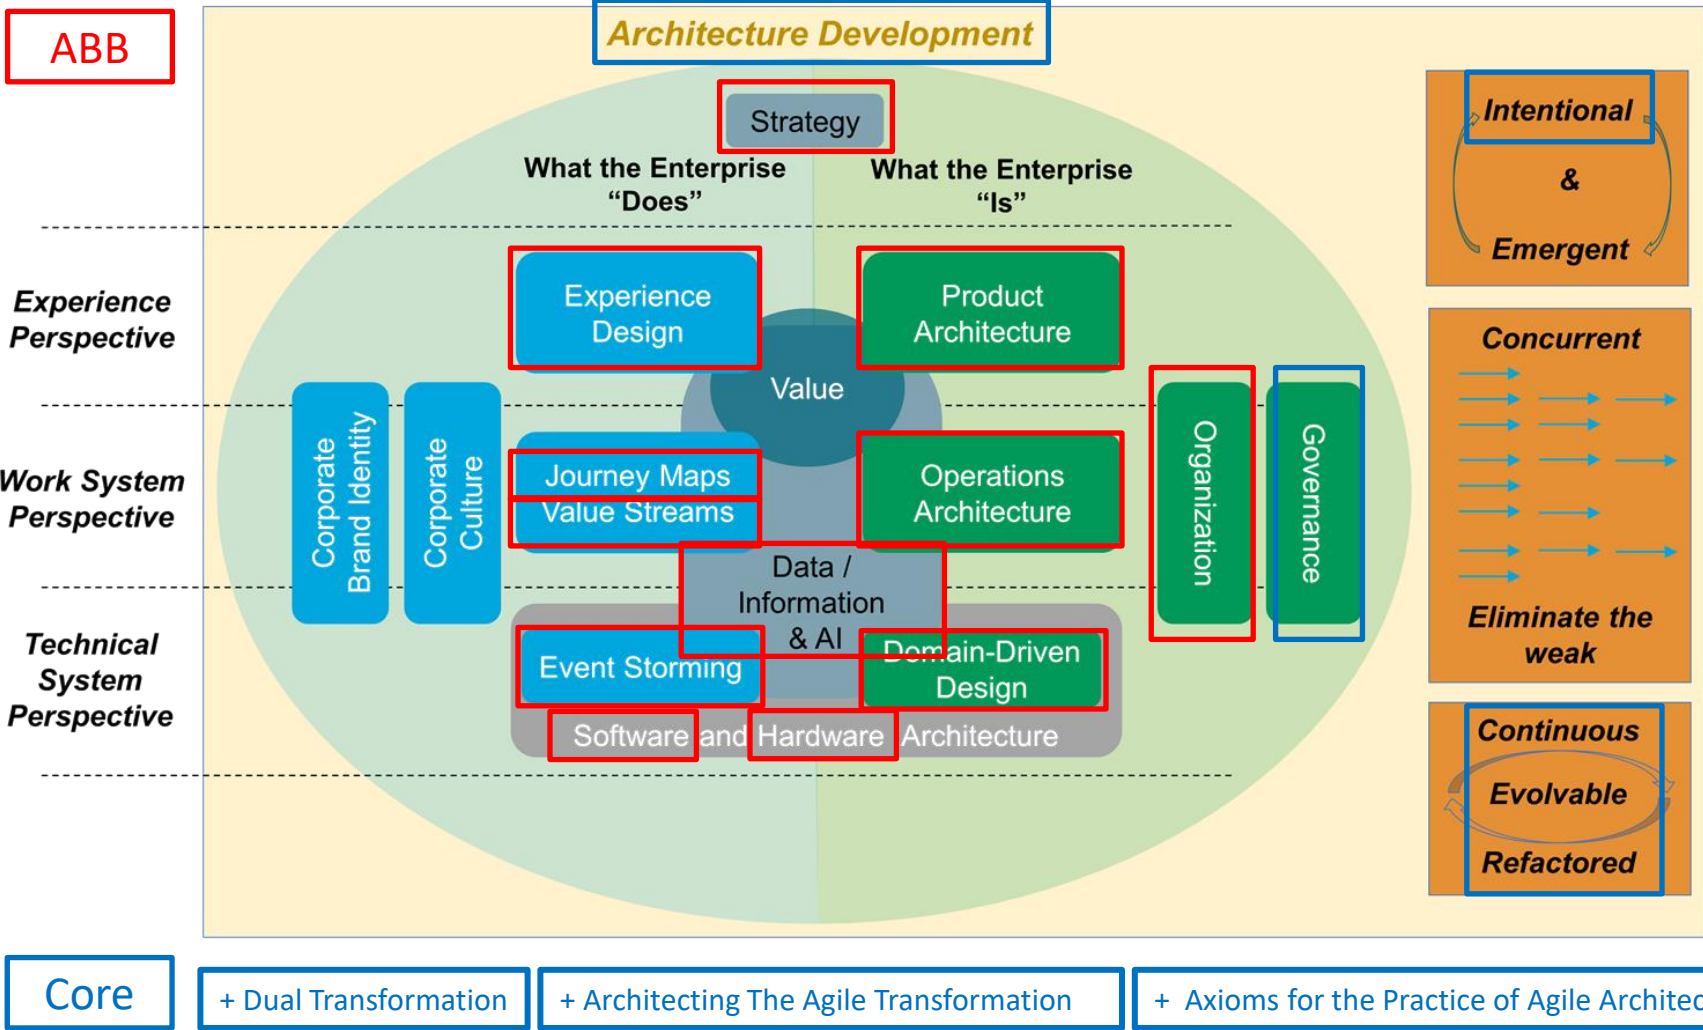 ABB
Architecture Development
Strategy
What the Enterprise
“Does”
What the Enterprise
“Is”
Experience
Perspective
Experience
Design
Product
Architecture
Value
Work System
Perspective
Corporate
Brand Identity
Corporate
Culture
Journey Maps
Value Streams
Operations
Architecture
Organization
Governance
Data /
Information
& AI
Technical
System
Perspective
Event Storming
Domain-Driven
Design
Software and Hardware Architecture
Intentional
&
Emergent
Concurrent
Eliminate the
weak
Continuous
Evolvable
Refactored
Core
+ Dual Transformation
+ Architecting The Agile Transformation
+ Axioms for the Practice of Agile Architec